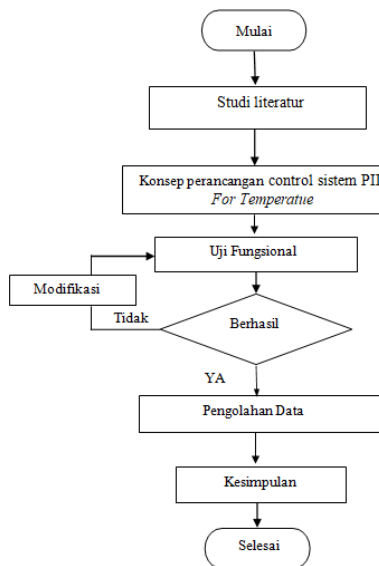 Mulai
Studi literatur
Konsep perancangan control sistem
For Temperatue
Uji Fungsional
Modifikasi
Tidak
Berhasil
YA
Pengolahan Data
Kesimpulan
Selesai